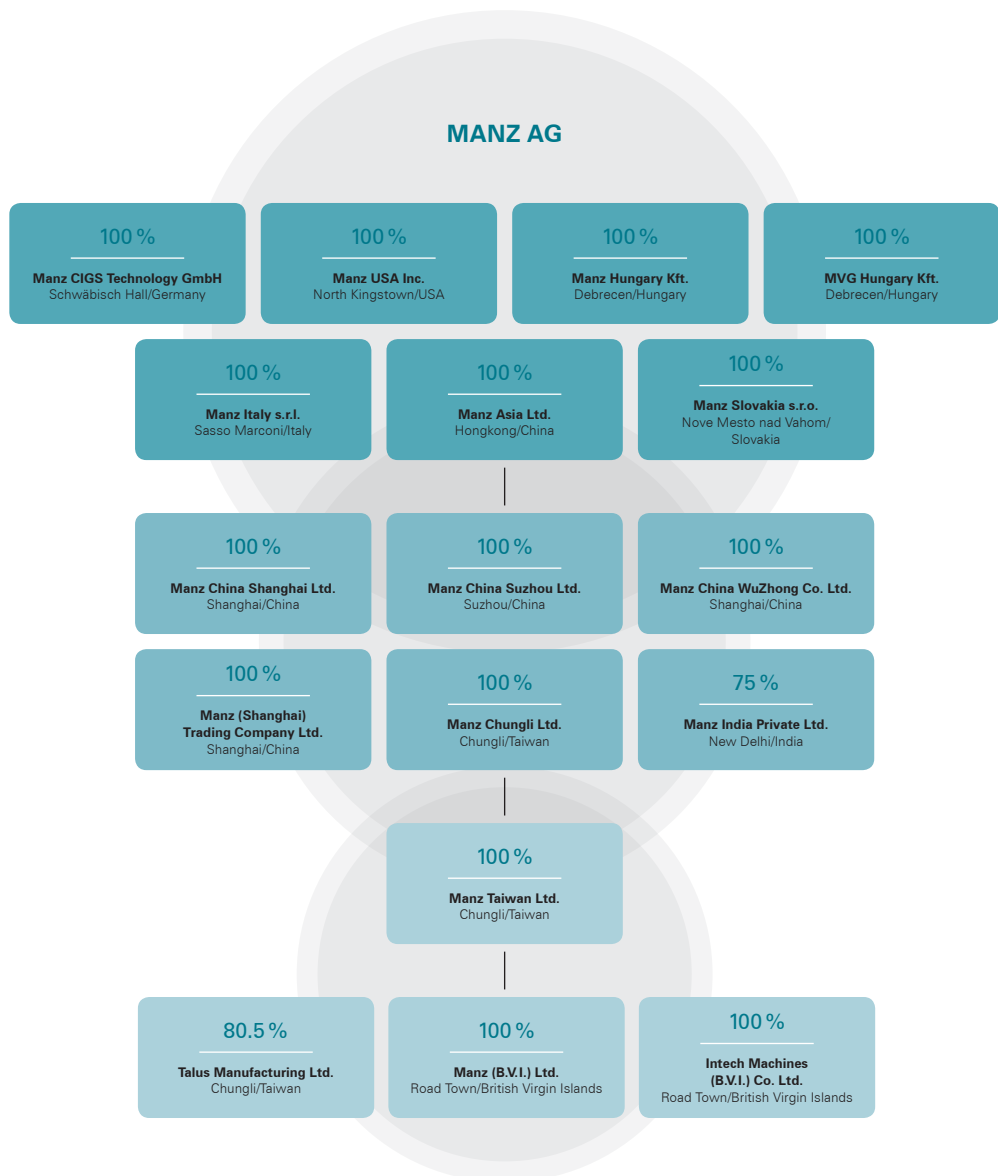 MANZ AG
100 %
Manz CIGS Technology GmbH
Schwäbisch Hall/Germany
100 %
Manz USA Inc.
North Kingstown/USA
100 %
Manz Hungary Kft.
Debrecen/Hungary
100 %
MVG Hungary Kft.
Debrecen/Hungary
100 %
Manz Italy s.r.l.
Sasso Marconi/Italy
100 %
Manz Asia Ltd.
Hongkong/China
100 %
Manz Slovakia s.r.o.
Nove Mesto nad Vahom/
Slovakia
100 %
Manz China Shanghai Ltd.
Shanghai/China
100 %
Manz China Suzhou Ltd.
Suzhou/China
100 %
Manz China WuZhong Co. Ltd.
Shanghai/China
100 %
Manz (Shanghai)
Trading Company Ltd.
Shanghai/China
100 %
Manz Chungli Ltd.
Chungli/Taiwan
75 %
Manz India Private Ltd.
New Delhi/India
100 %
Manz Taiwan Ltd.
Chungli/Taiwan
80.5 %
Talus Manufacturing Ltd.
Chungli/Taiwan
100 %
Manz (B.V.I.) Ltd.
Road Town/British Virgin Islands
100 %
Intech Machines
(B.V.I.) Co. Ltd.
Road Town/British Virgin Islands